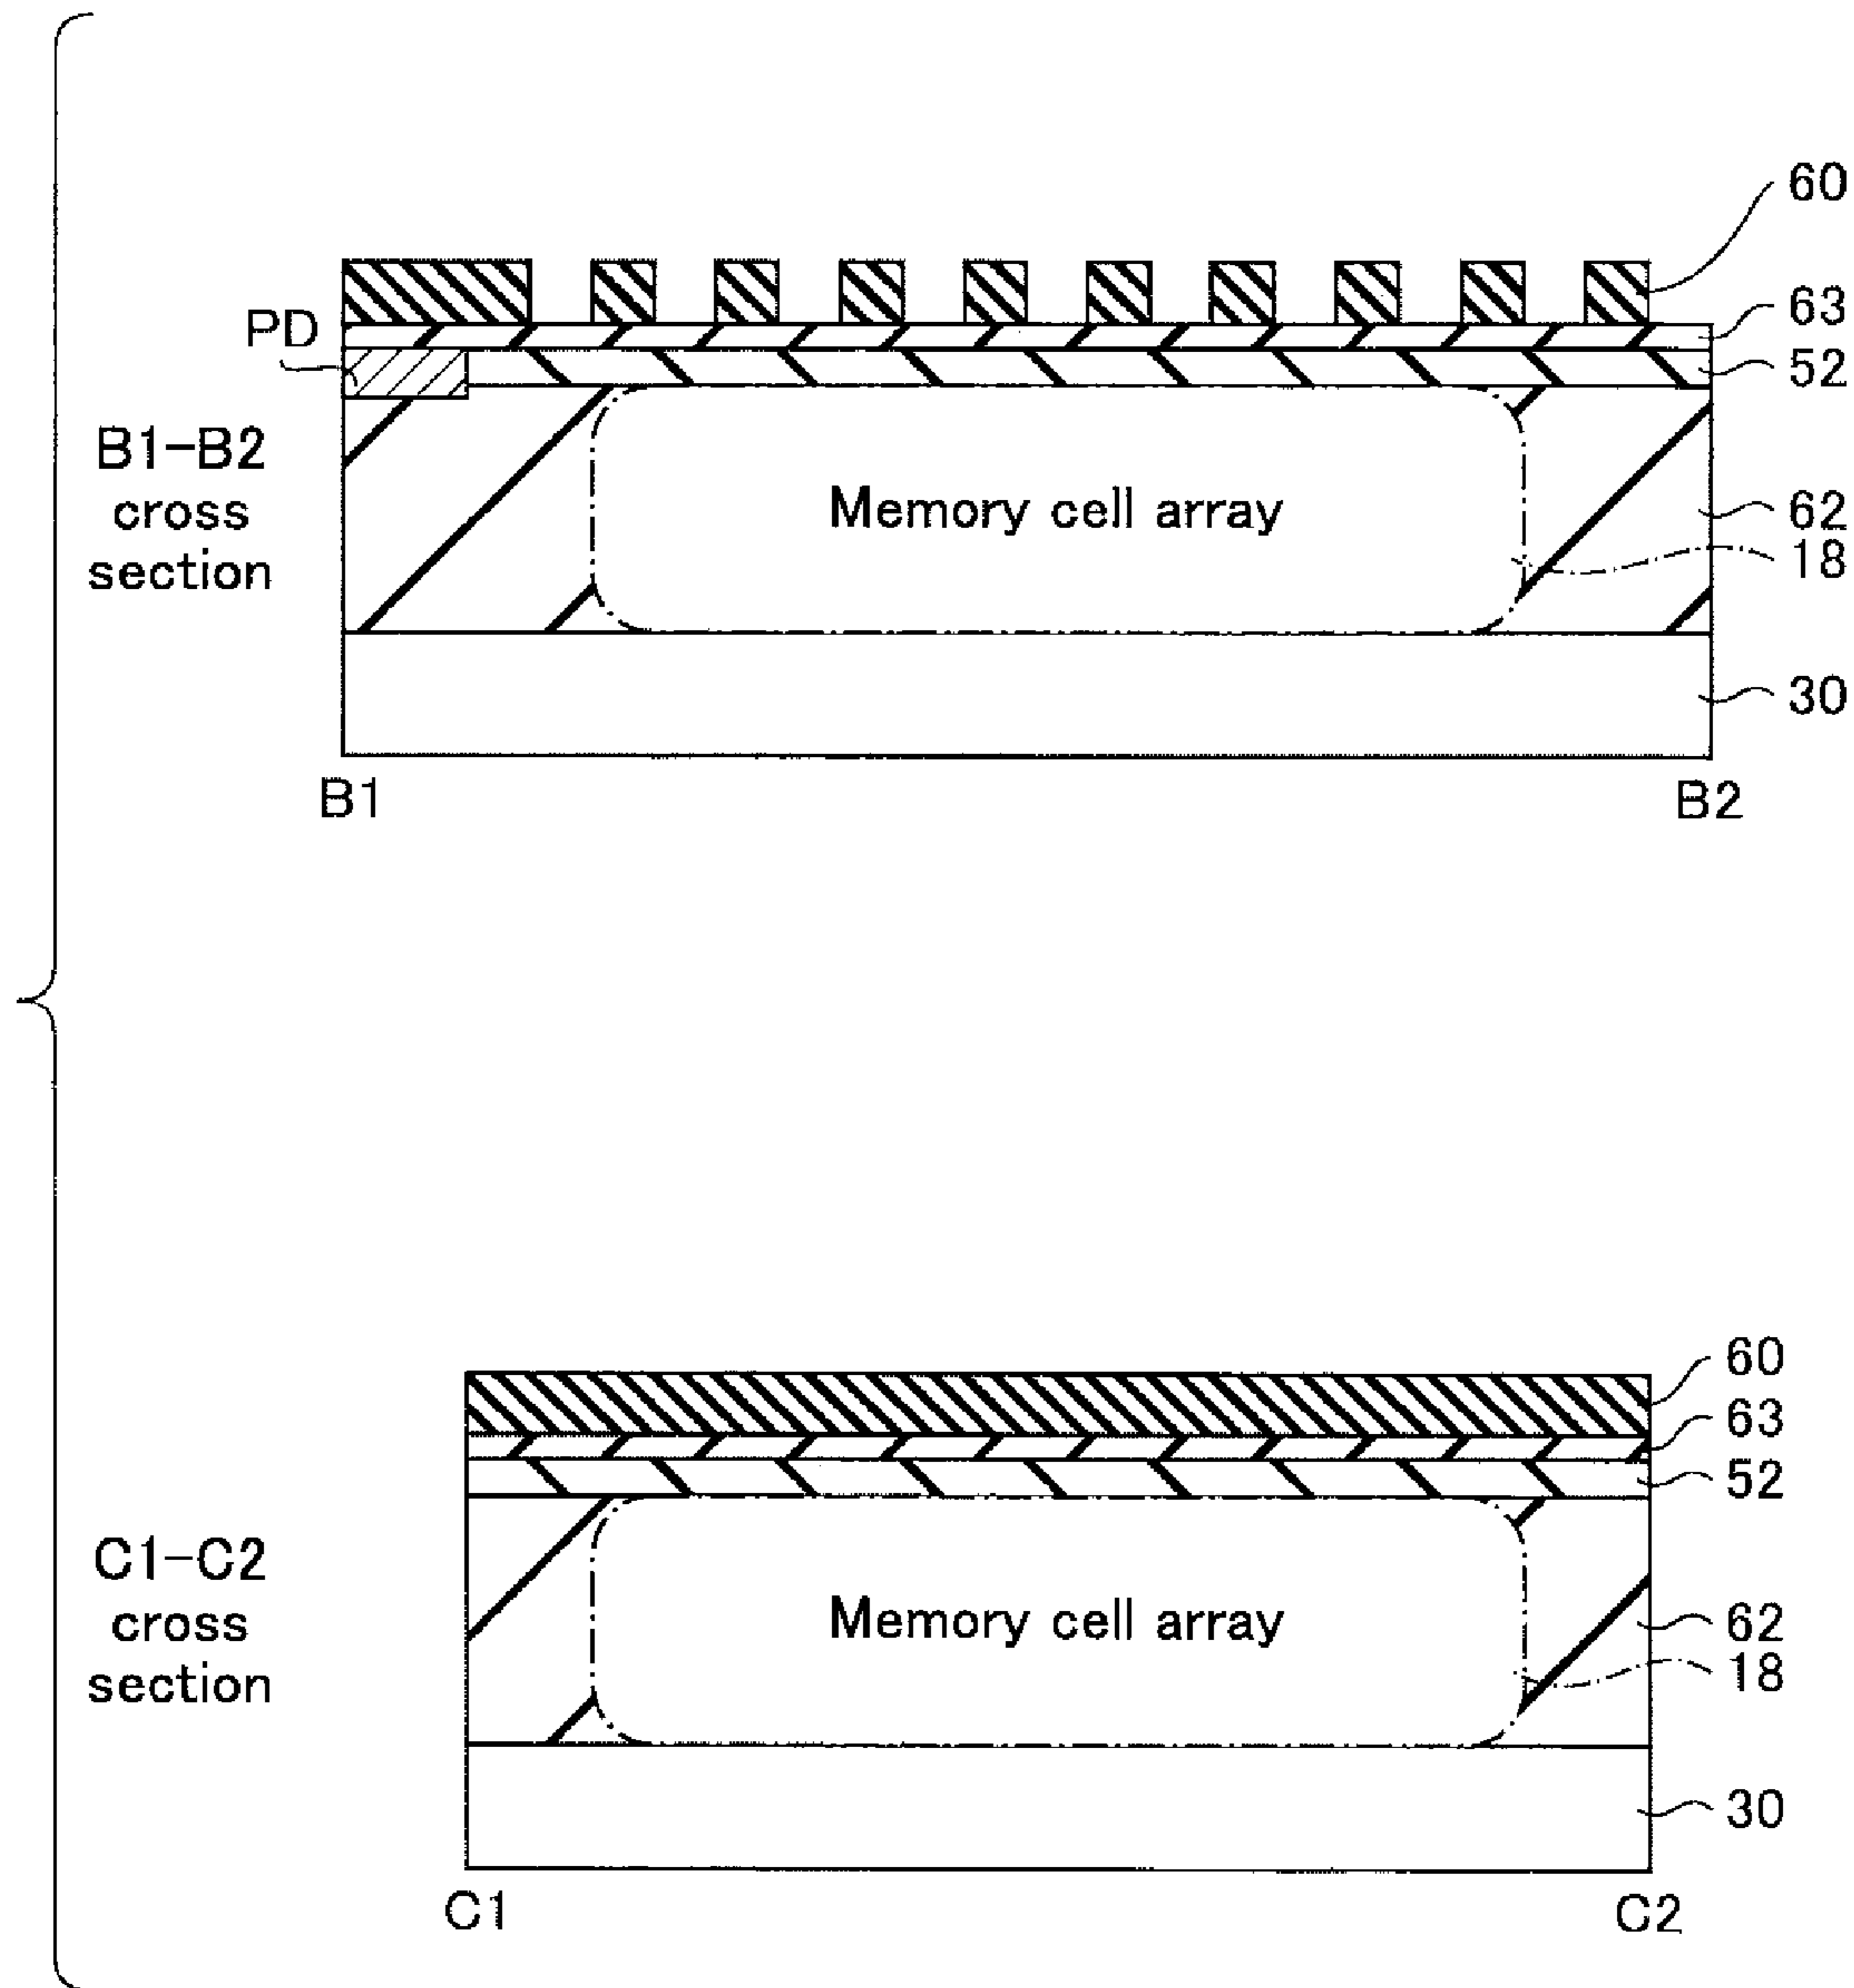 60
63
PD
52
B1-B2
cross
section
Memory cell array
62
18
30
B1
B2
60
63
52
C1-C2
cross
section
Memory cell array
62
18
30
C1
C2